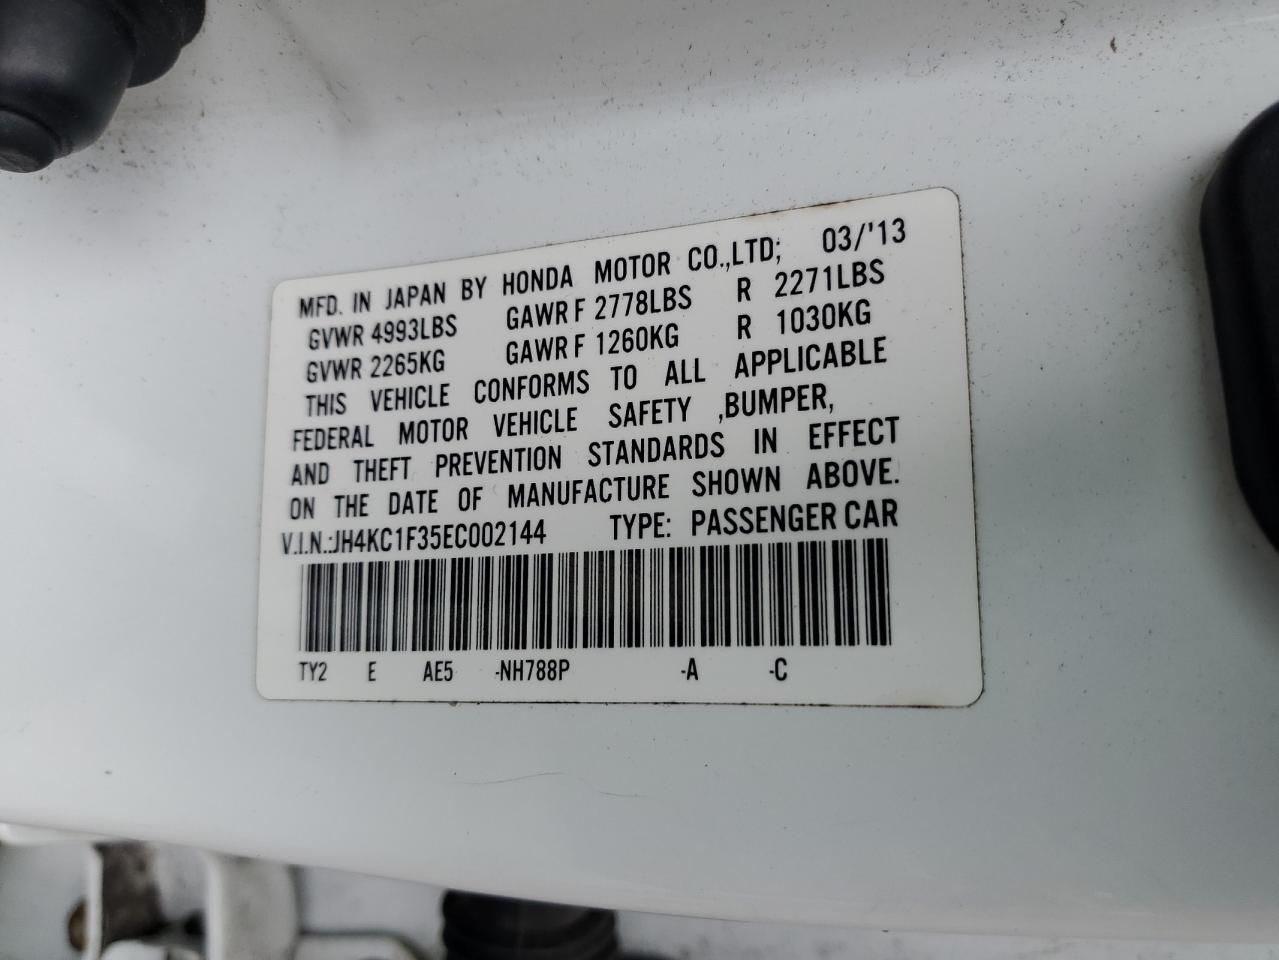 MFD. IN JAPAN BY HONDA MOTOR CO.,LTD; 03/'13
GVWR 4993LBS GAWR F 2778LBS R 2271LBS
GVWR 2265KG GAWR F 1260KG R 1030KG
THIS VEHICLE CONFORMS TO ALL APPLICABLE
FEDERAL MOTOR VEHICLE SAFETY ,BUMPER,
AND THEFT PREVENTION STANDARDS IN EFFECT
ON THE DATE OF MANUFACTURE SHOWN ABOVE.
V.I.N.:JH4KC1F35EC002144 TYPE: PASSENGER CAR
TY2 E AE5 -NH788P -A -C